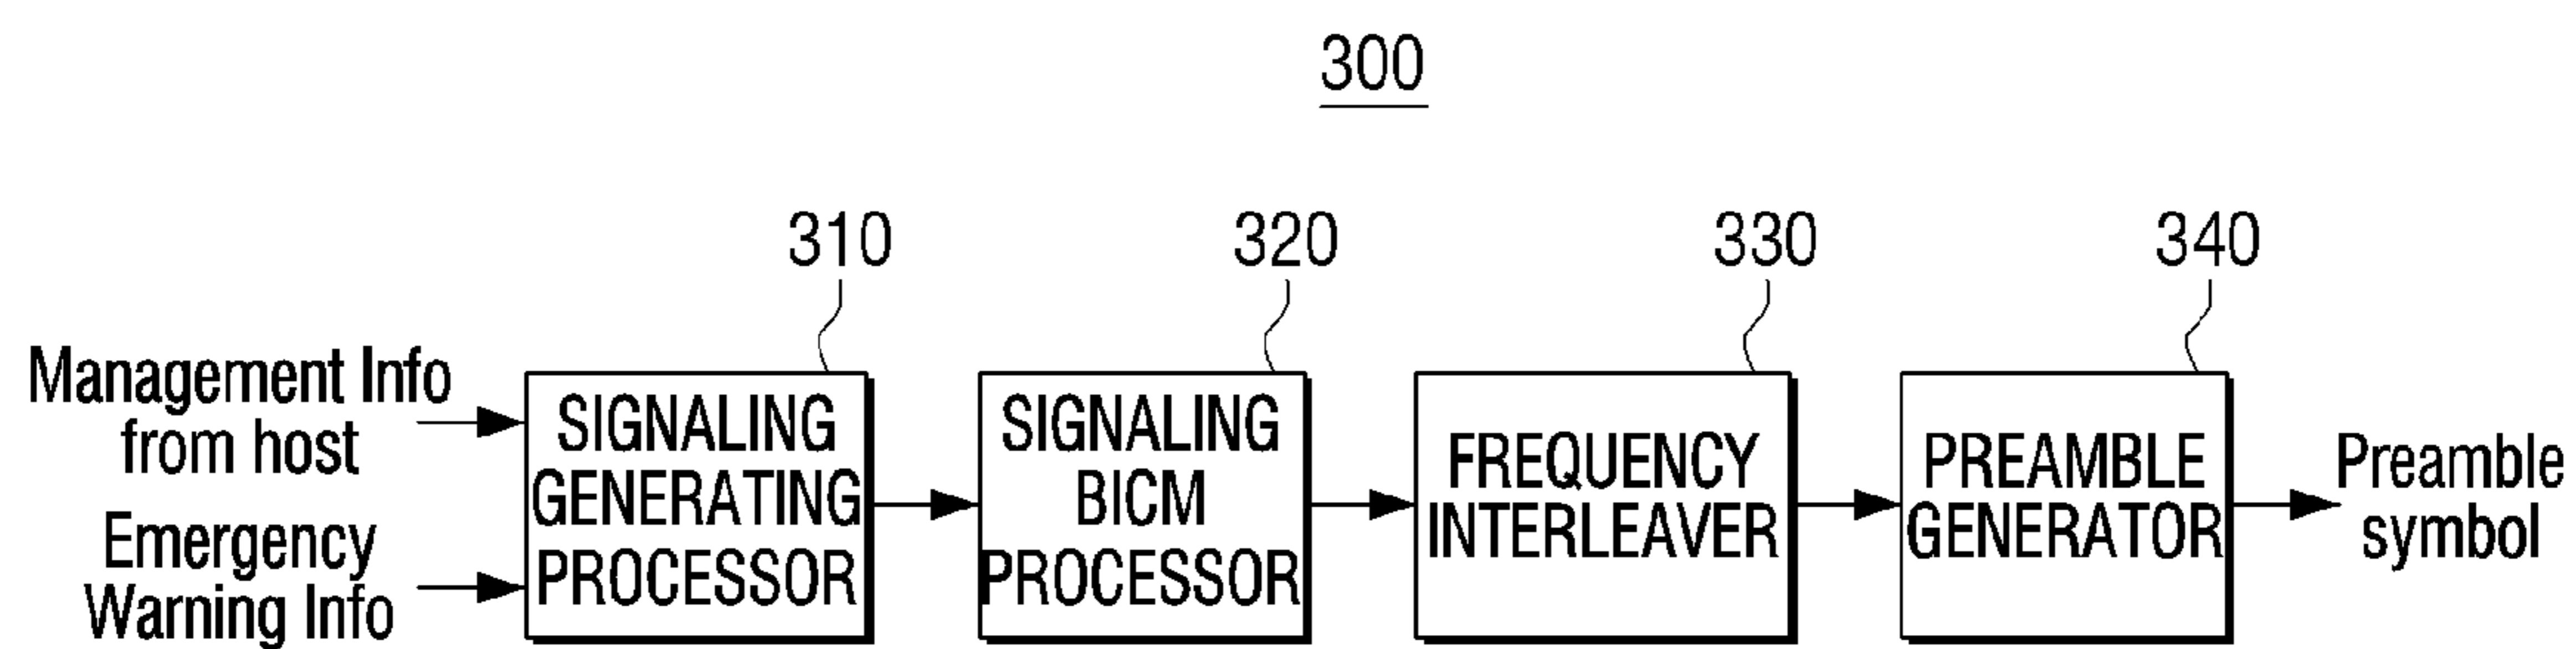 300
310
320
330
340
Management Info
from host
Emergency
Warning Info
SIGNALING
GENERATING
PROCESSOR
SIGNALING
BICM
PROCESSOR
FREQUENCY
INTERLEAVER
PREAMBLE
GENERATOR
Preamble
symbol